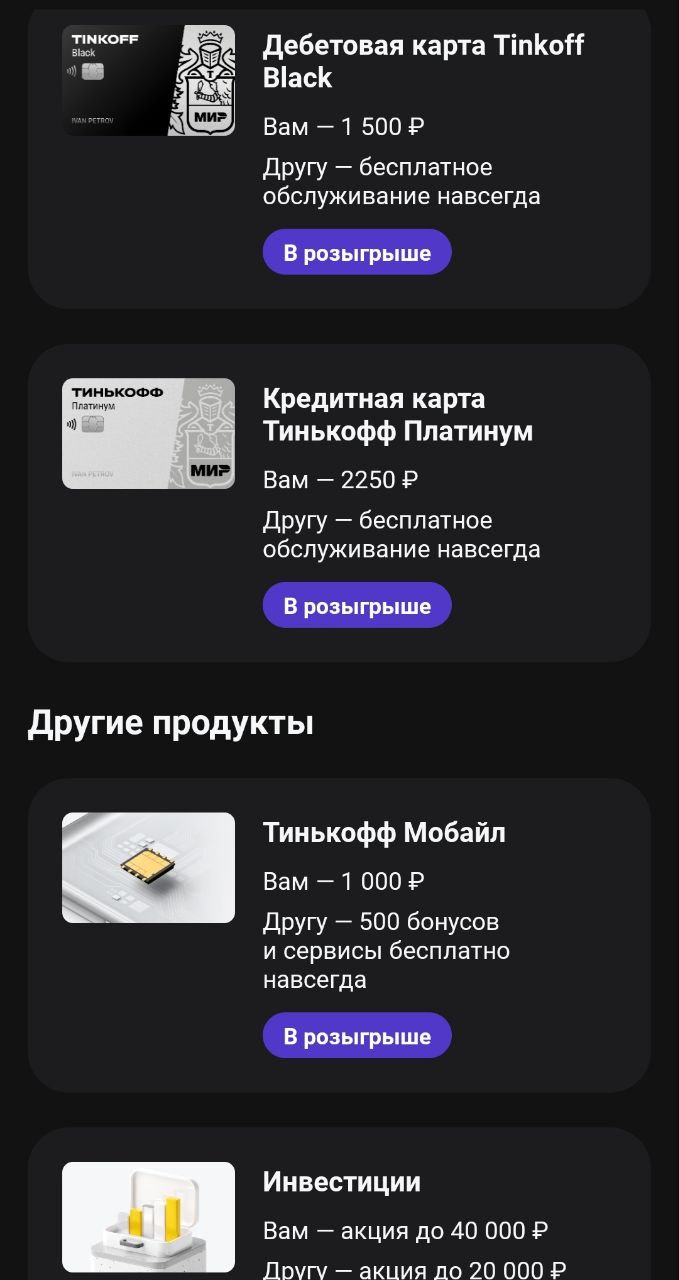 TINKOFF
Black
IVAN PETROV
МИР
Дебетовая карта Tinkoff
Black
Вам — 1 500 ₽
Другу — бесплатное
обслуживание навсегда
В розыгрыше
ТИНЬКОФФ
Платинум
IVAN PETROV
МИР
Кредитная карта
Тинькофф Платинум
Вам — 2250 ₽
Другу — бесплатное
обслуживание навсегда
В розыгрыше
Другие продукты
Тинькофф Мобайл
Вам — 1 000 ₽
Другу — 500 бонусов
и сервисы бесплатно
навсегда
В розыгрыше
Инвестиции
Вам — акция до 40 000 ₽
Другу — акция до 20 000 ₽